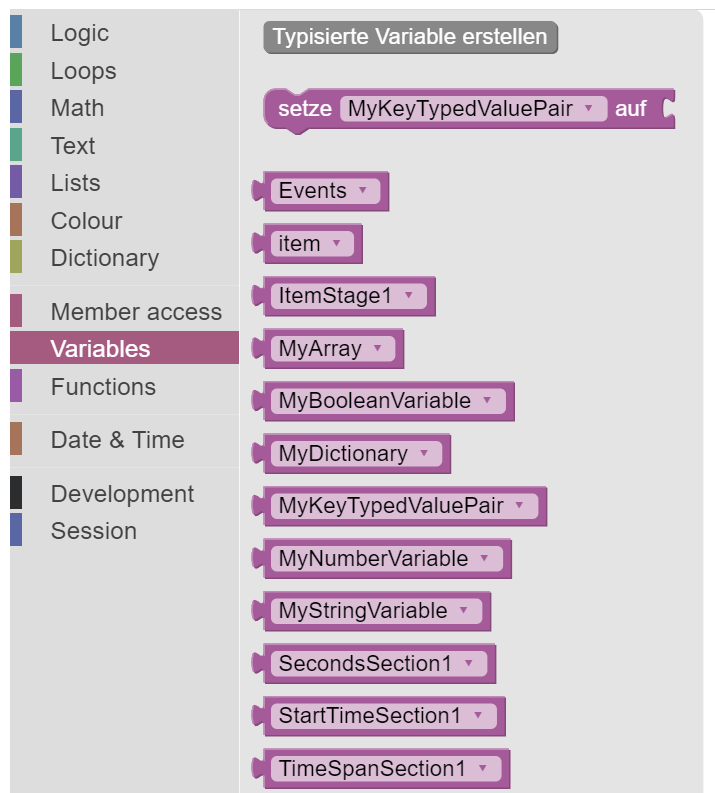 Logic
Loops
Math
Text
Lists
Colour
Dictionary
Member access
Variables
Functions
Date & Time
Development
Session
Typisierte Variable erstellen
setze MyKeyTypedValuePair auf
Events
item
ItemStage1
MyArray
MyBooleanVariable
MyDictionary
MyKeyTypedValuePair
MyNumberVariable
MyStringVariable
SecondsSection1
StartTimeSection1
TimeSpanSection1